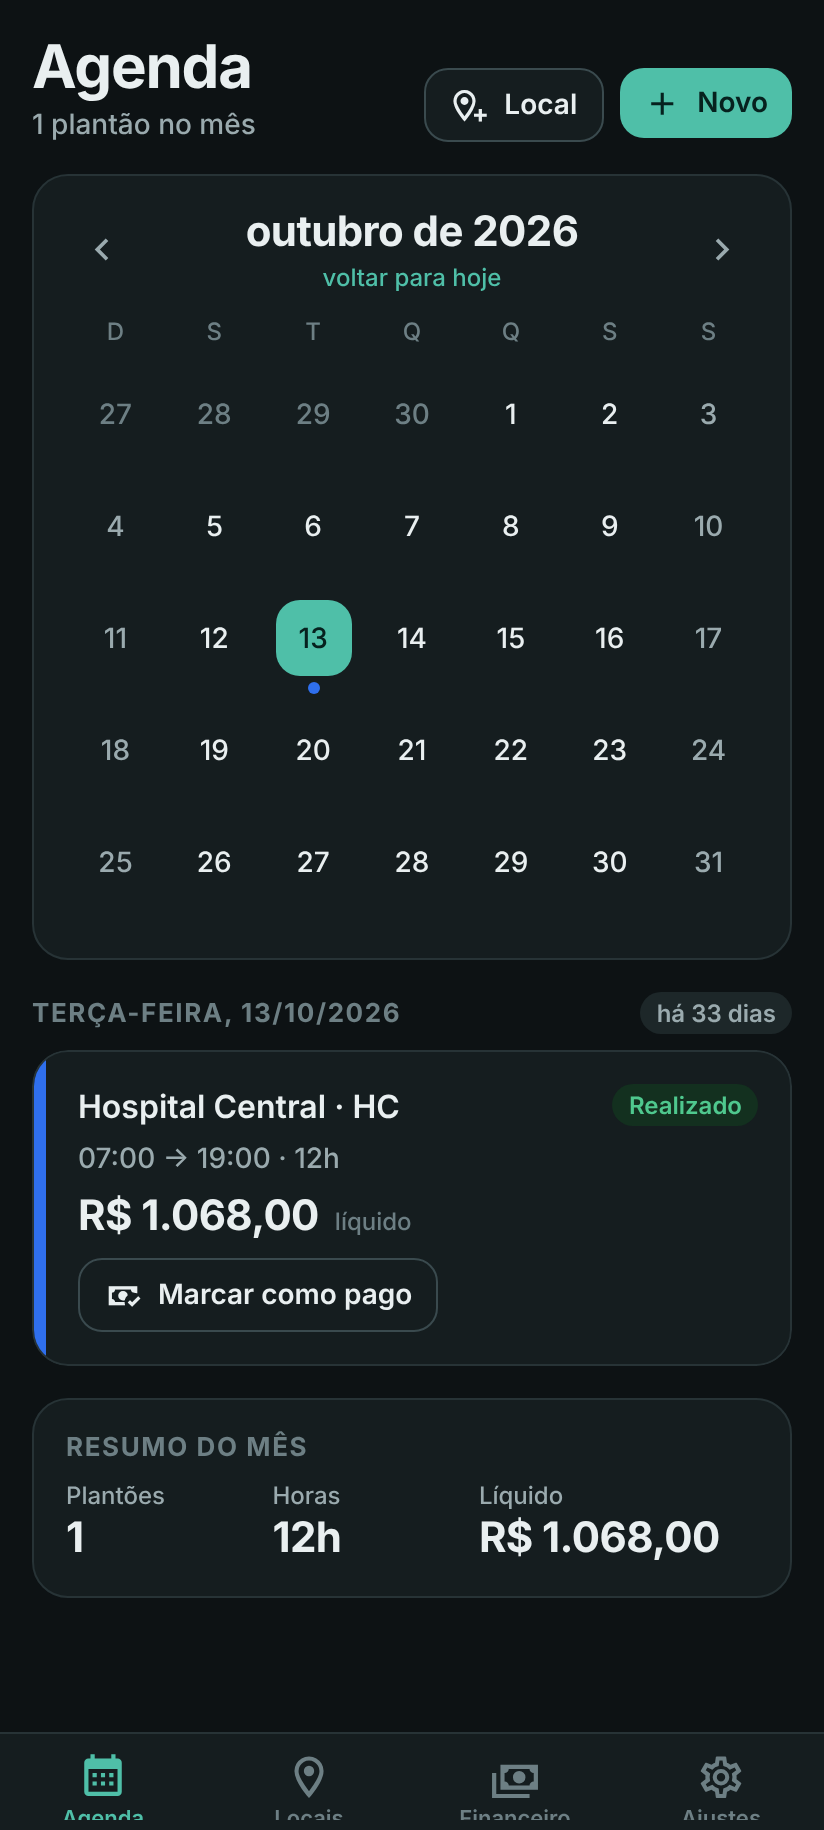 Agenda
1 plantão no mês
Local
+ Novo
outubro de 2026
voltar para hoje
D S T Q Q S S
27 28 29 30 1 2 3
4 5 6 7 8 9 10
11 12 13 14 15 16 17
18 19 20 21 22 23 24
25 26 27 28 29 30 31
TERÇA-FEIRA, 13/10/2026
há 33 dias
Hospital Central · HC
Realizado
07:00 → 19:00 · 12h
R$ 1.068,00 líquido
Marcar como pago
RESUMO DO MÊS
Plantões Horas Líquido
1 12h R$ 1.068,00
Agenda Locais Financeiro Ajustes